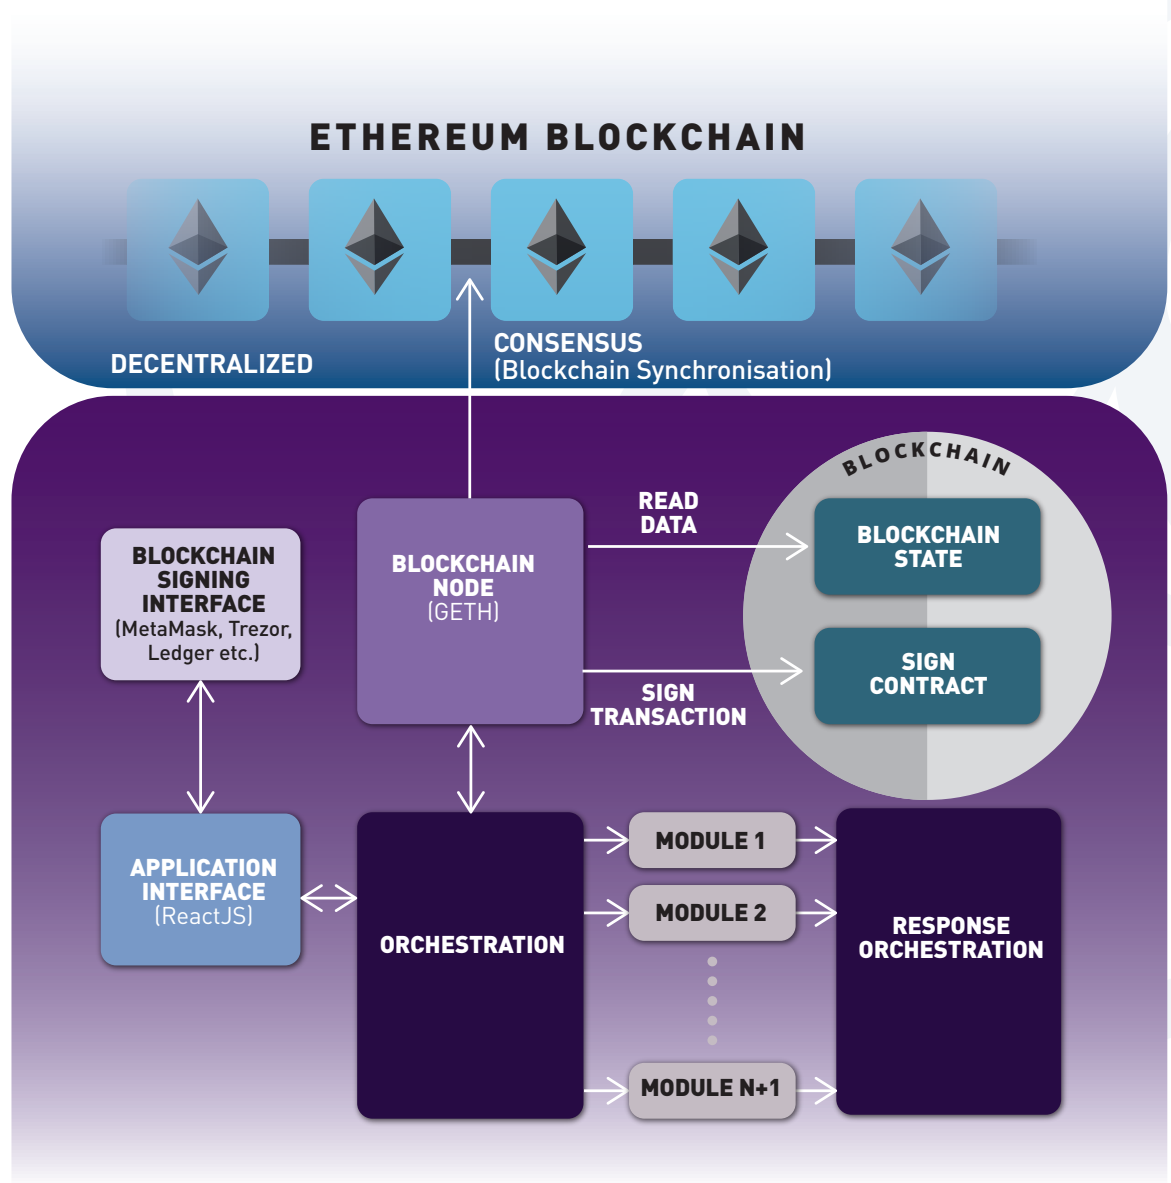 ETHEREUM BLOCKCHAIN
DECENTRALIZED
CONSENSUS
(Blockchain Synchronisation)
BLOCKCHAIN
READ
DATA
BLOCKCHAIN
STATE
BLOCKCHAIN
SIGNING
INTERFACE
(MetaMask, Trezor,
Ledger etc.)
BLOCKCHAIN
NODE
(GETH)
SIGN
CONTRACT
SIGN
TRANSACTION
APPLICATION
INTERFACE
(ReactJS)
ORCHESTRATION
MODULE 1
MODULE 2
MODULE N+1
RESPONSE
ORCHESTRATION